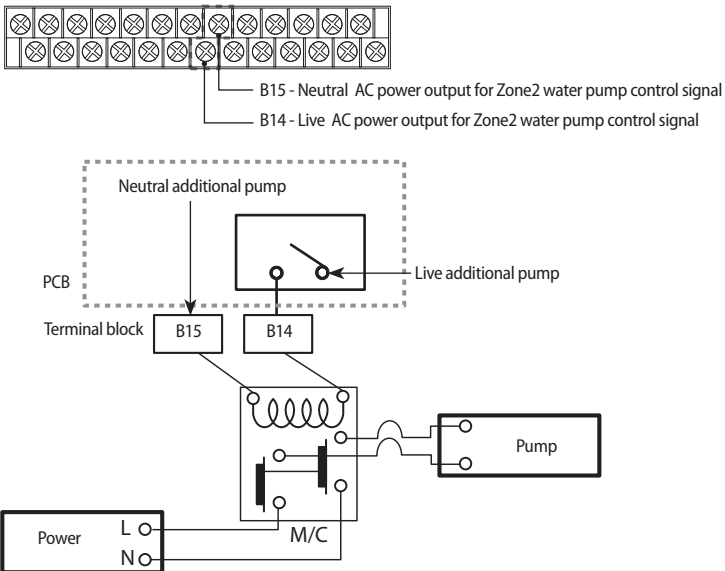 B15 - Neutral AC power output for Zone2 water pump control signal
B14 - Live AC power output for Zone2 water pump control signal
Neutral additional pump
Live additional pump
PCB
Terminal block
B15
B14
Pump
M/C
Power
L
N